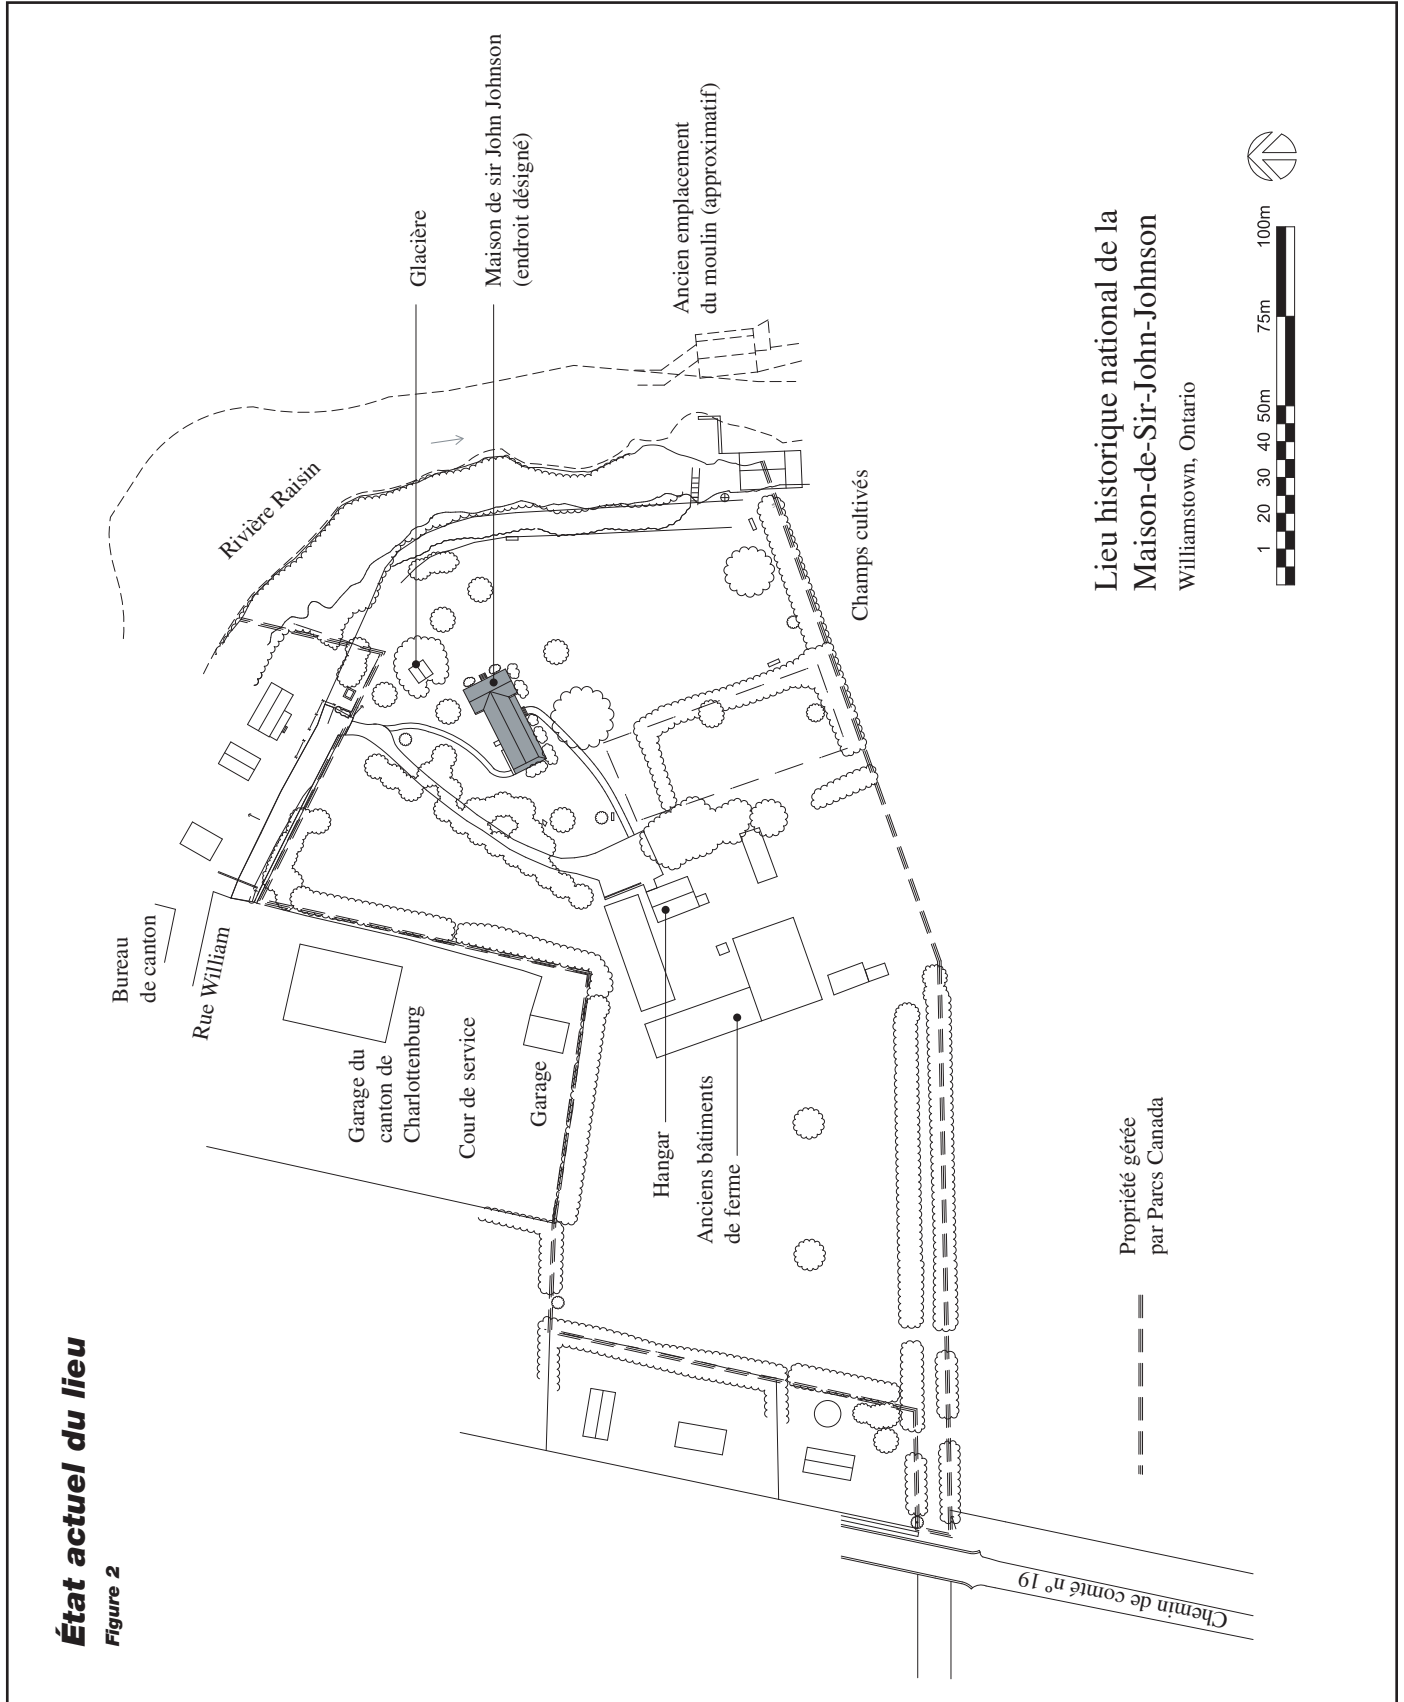 État actuel du lieu
Figure 2
Bureau
de canton
Rue William
Rivière Raisin
Garage du
canton de
Charlottenburg
Cour de service
Garage
Glacière
Maison de sir John Johnson
(endroit désigné)
Ancien emplacement
du moulin (approximatif)
Hangar
Anciens bâtiments
de ferme
Champs cultivés
Chemin de comté n° 19
Propriété gérée
par Parcs Canada
Lieu historique national de la
Maison-de-Sir-John-Johnson
Williamstown, Ontario
1 20 30 40 50m 75m 100m